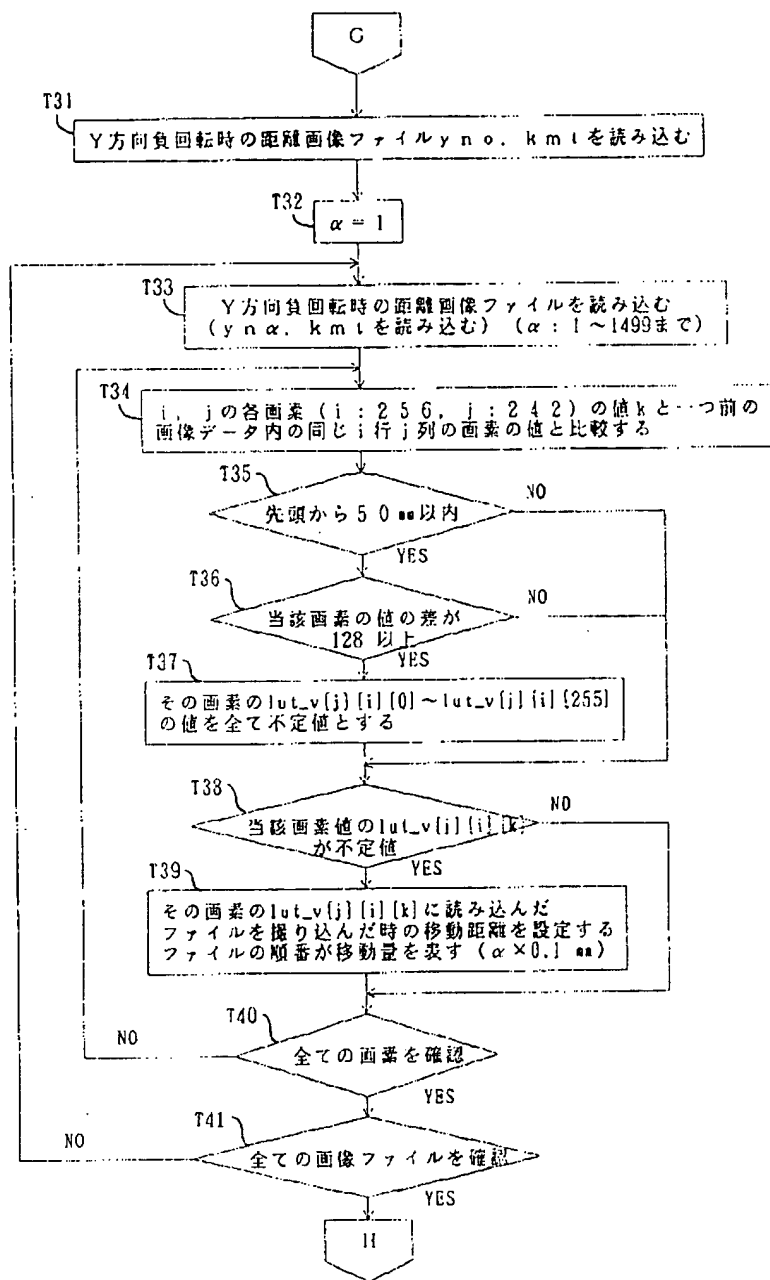 G
T31
Y方向負回転時の距離画像ファイルyno.kmtを読み込む
T32
α=1
T33
Y方向負回転時の距離画像ファイルを読み込む
(ynα.kmtを読み込む)(α:1～1499まで)
T34
i,jの各画素(i:256,j:242)の値kと一つ前の
画像データ内の同じi行j列の画素の値と比較する
T35
先頭から50mm以内
NO
YES
T36
当該画素の値の差が
128以上
NO
YES
T37
その画素のlut_v[j][i][0]～lut_v[j][i][255]
の値を全て不定値とする
T38
当該画素値のlut_v[j][i][k]
が不定値
NO
YES
T39
その画素のlut_v[j][i][k]に読み込んだ
ファイルを撮り込んだ時の移動距離を設定する
ファイルの順番が移動量を表す(α×0.1mm)
T40
全ての画素を確認
NO
YES
T41
全ての画像ファイルを確認
NO
YES
H